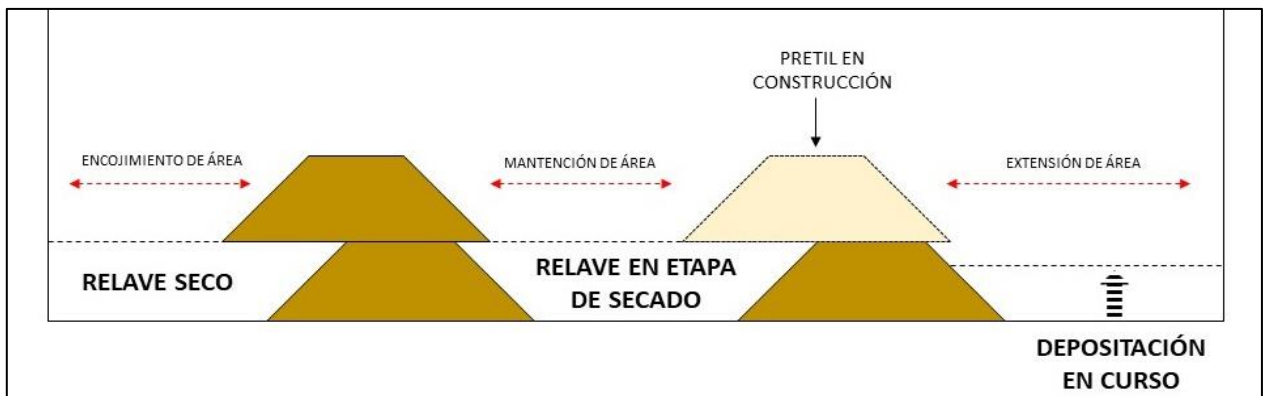 PRETIL EN
CONSTRUCCIÓN
ENCOJIMIENTO DE ÁREA
MANTENCIÓN DE ÁREA
EXTENSIÓN DE ÁREA
RELAVE SECO
RELAVE EN ETAPA
DE SECADO
DEPOSITACIÓN
EN CURSO